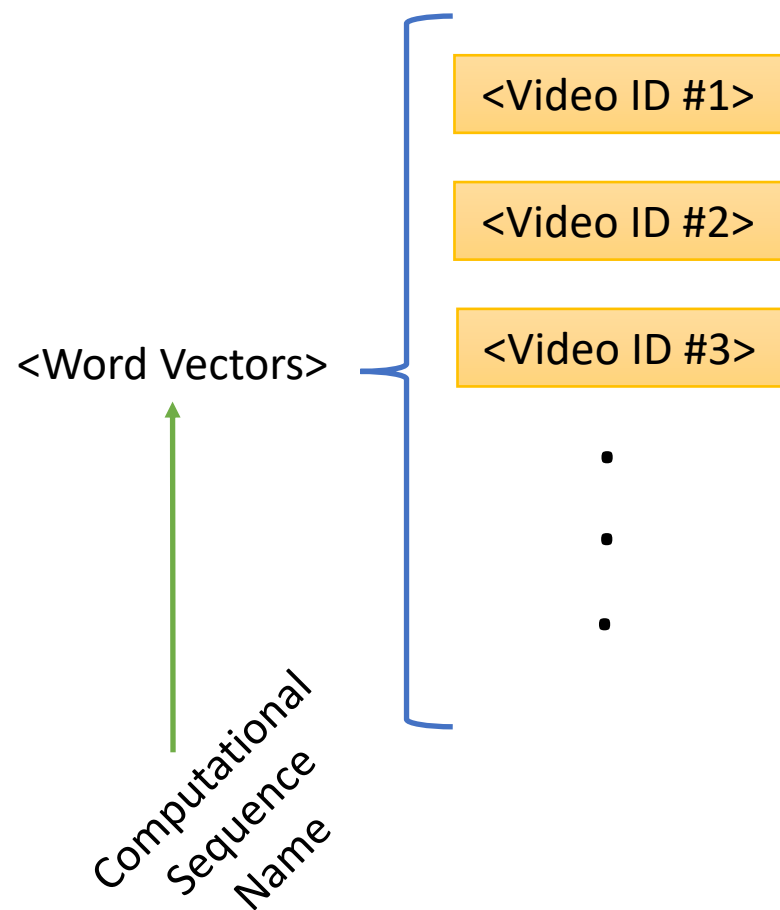 <Video ID #1>
<Video ID #2>
<Video ID #3>
<Word Vectors>
Computational
Sequence
Name